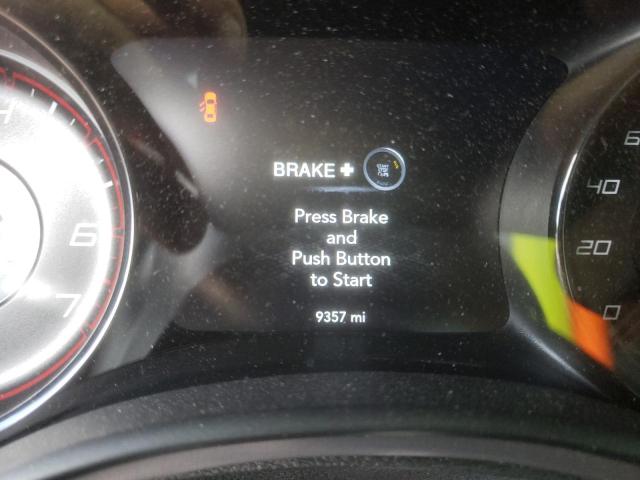 BRAKE +
Press Brake
and
Push Button
to Start
9357 mi
6
7
40
20
0